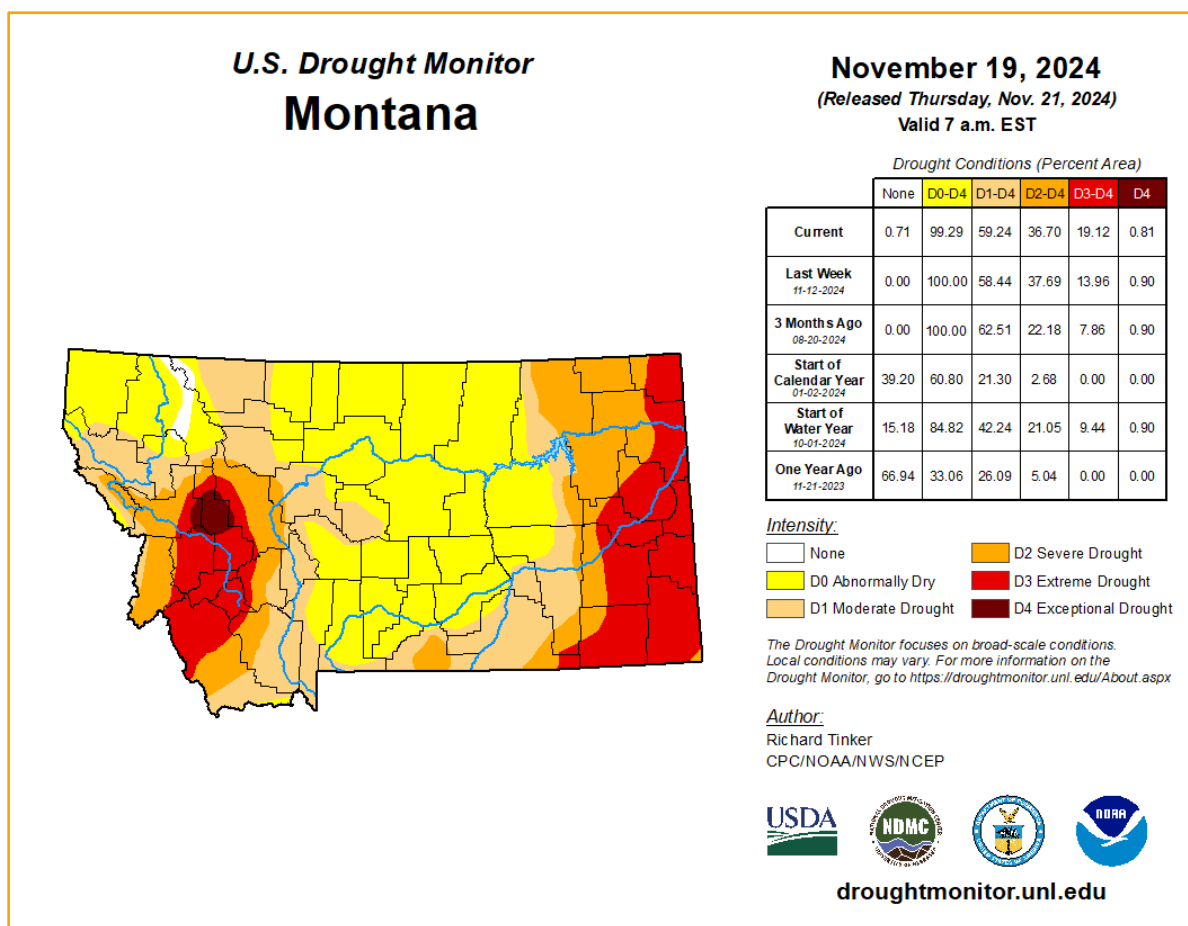 U.S. Drought Monitor
Montana
November 19, 2024
(Released Thursday, Nov. 21, 2024)
Valid 7 a.m. EST
Drought Conditions (Percent Area)
None D0-D4 D1-D4 D2-D4 D3-D4 D4
Current 0.71 99.29 59.24 36.70 19.12 0.81
Last Week
11-12-2024 0.00 100.00 58.44 37.69 13.96 0.90
3 Months Ago
08-20-2024 0.00 100.00 62.51 22.18 7.86 0.90
Start of
Calendar Year
01-02-2024 39.20 60.80 21.30 2.68 0.00 0.00
Start of
Water Year
10-01-2024 15.18 84.82 42.24 21.05 9.44 0.90
One Year Ago
11-21-2023 66.94 33.06 26.09 5.04 0.00 0.00
Intensity:
None
D0 Abnormally Dry
D1 Moderate Drought
D2 Severe Drought
D3 Extreme Drought
D4 Exceptional Drought
The Drought Monitor focuses on broad-scale conditions.
Local conditions may vary. For more information on the
Drought Monitor, go to https://droughtmonitor.unl.edu/About.aspx
Author:
Richard Tinker
CPC/NOAA/NWS/NCEP
USDA
NDMC
NOAA
droughtmonitor.unl.edu